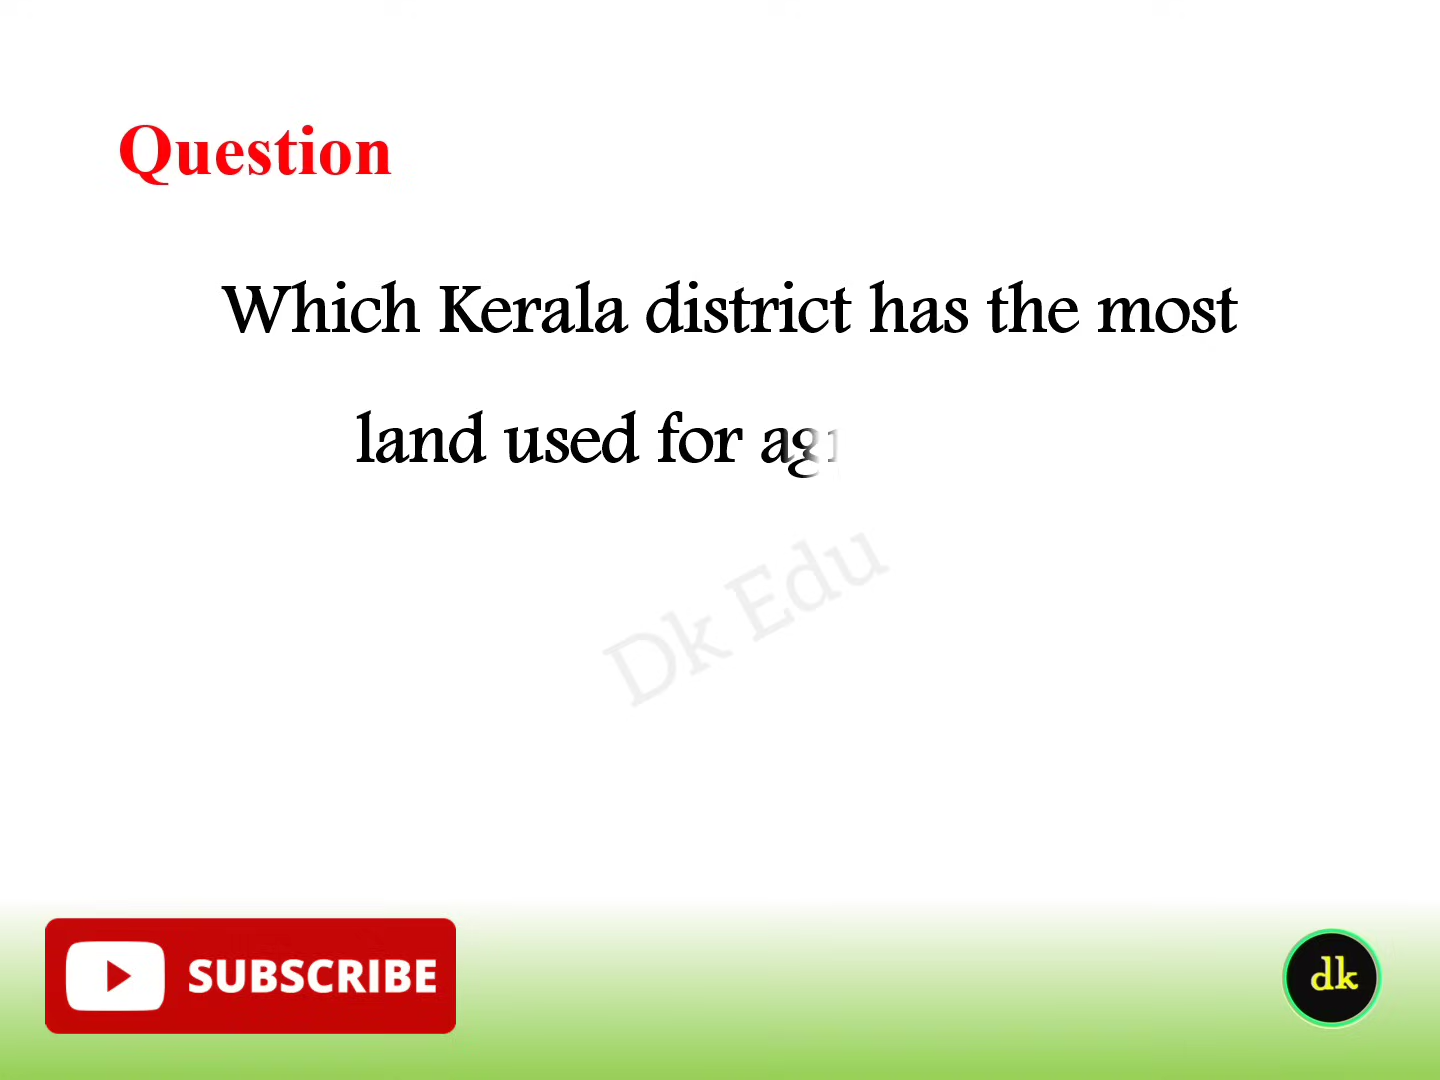 Question
Which Kerala district has the most
land used for
Dk Edu
SUBSCRIBE
dk